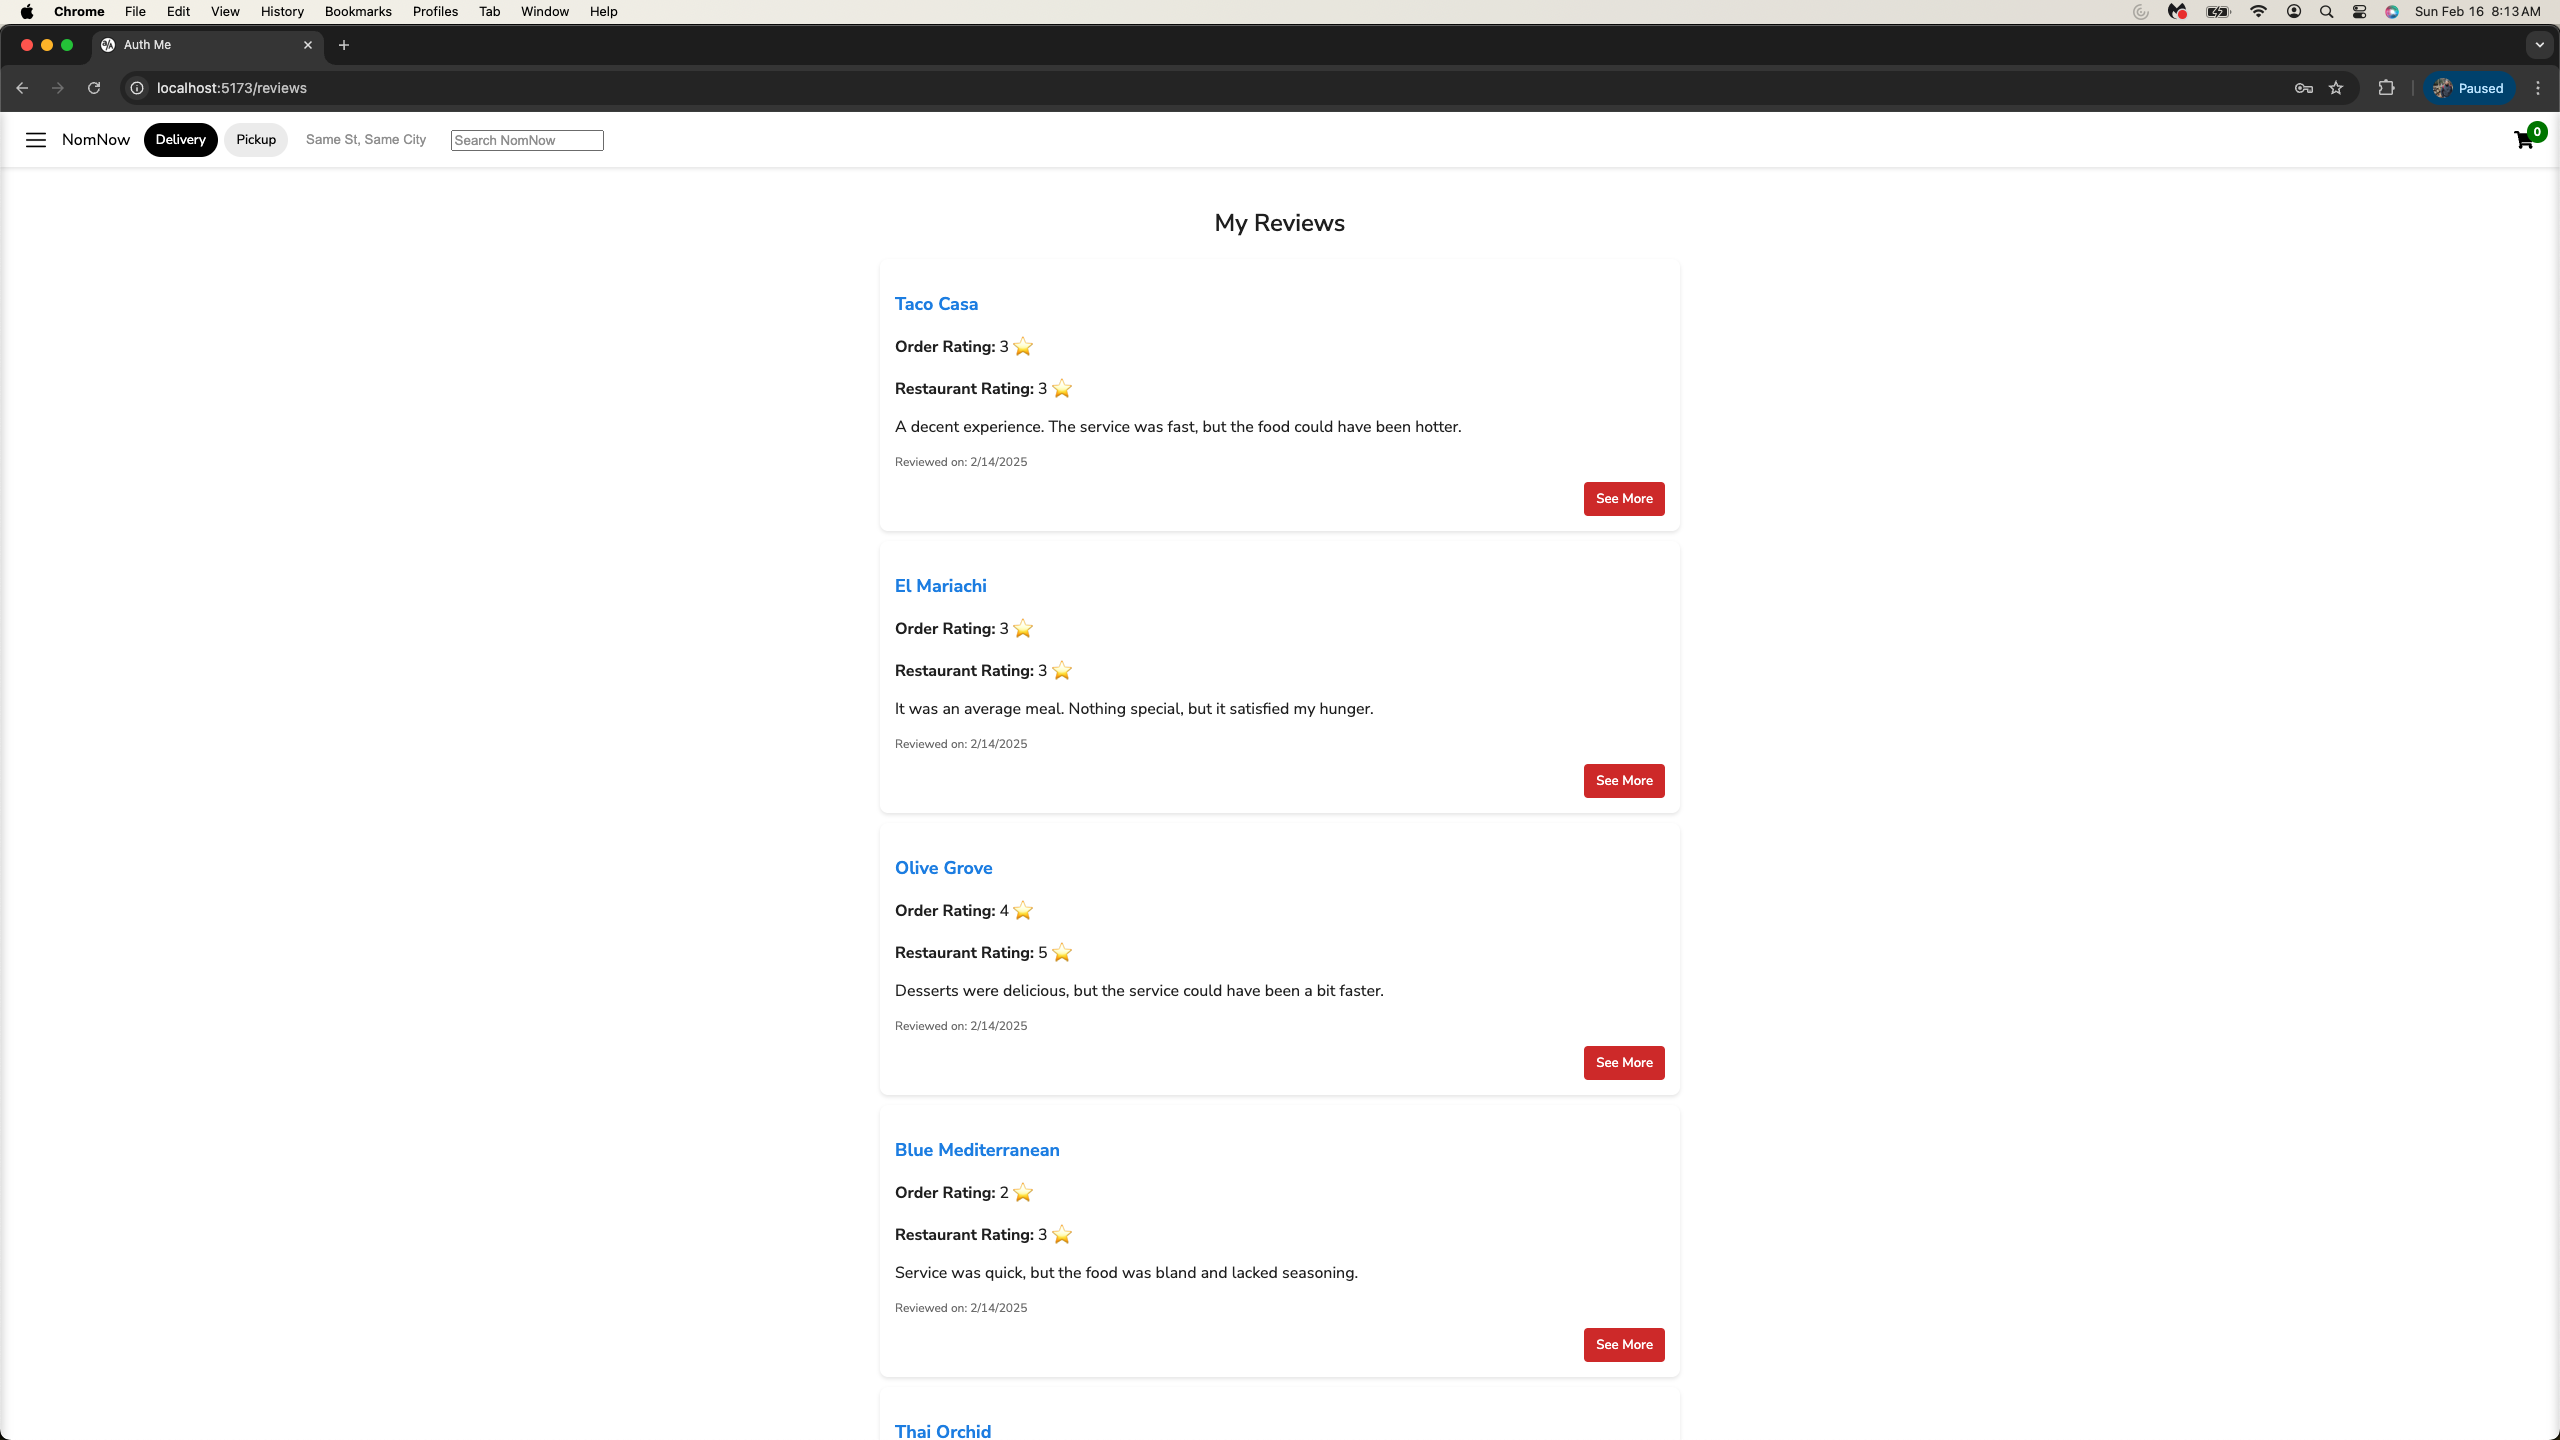 Chrome File Edit View History Bookmarks Profiles Tab Window Help Sun Feb 16 8:13 AM
Auth Me
localhost:5173/reviews Paused
NomNow Delivery Pickup Same St, Same City Search NomNow 0
My Reviews
Taco Casa
Order Rating: 3 ⭐
Restaurant Rating: 3 ⭐
A decent experience. The service was fast, but the food could have been hotter.
Reviewed on: 2/14/2025
See More
El Mariachi
Order Rating: 3 ⭐
Restaurant Rating: 3 ⭐
It was an average meal. Nothing special, but it satisfied my hunger.
Reviewed on: 2/14/2025
See More
Olive Grove
Order Rating: 4 ⭐
Restaurant Rating: 5 ⭐
Desserts were delicious, but the service could have been a bit faster.
Reviewed on: 2/14/2025
See More
Blue Mediterranean
Order Rating: 2 ⭐
Restaurant Rating: 3 ⭐
Service was quick, but the food was bland and lacked seasoning.
Reviewed on: 2/14/2025
See More
Thai Orchid